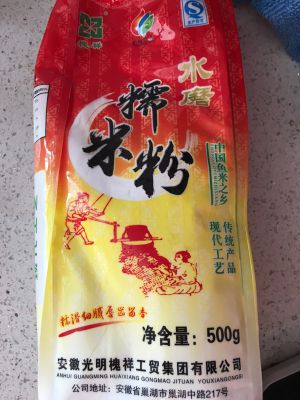 槐祥
水磨
糯米粉
中国鱼米之乡
传统产品
现代工艺
净含量：500g
安徽光明槐祥工贸集团有限公司
ANHUI GUANGMING HUAIXIANG GONGMAO JITUAN YOUXIANGONGSI
公司地址：安徽省巢湖市巢湖中路217号